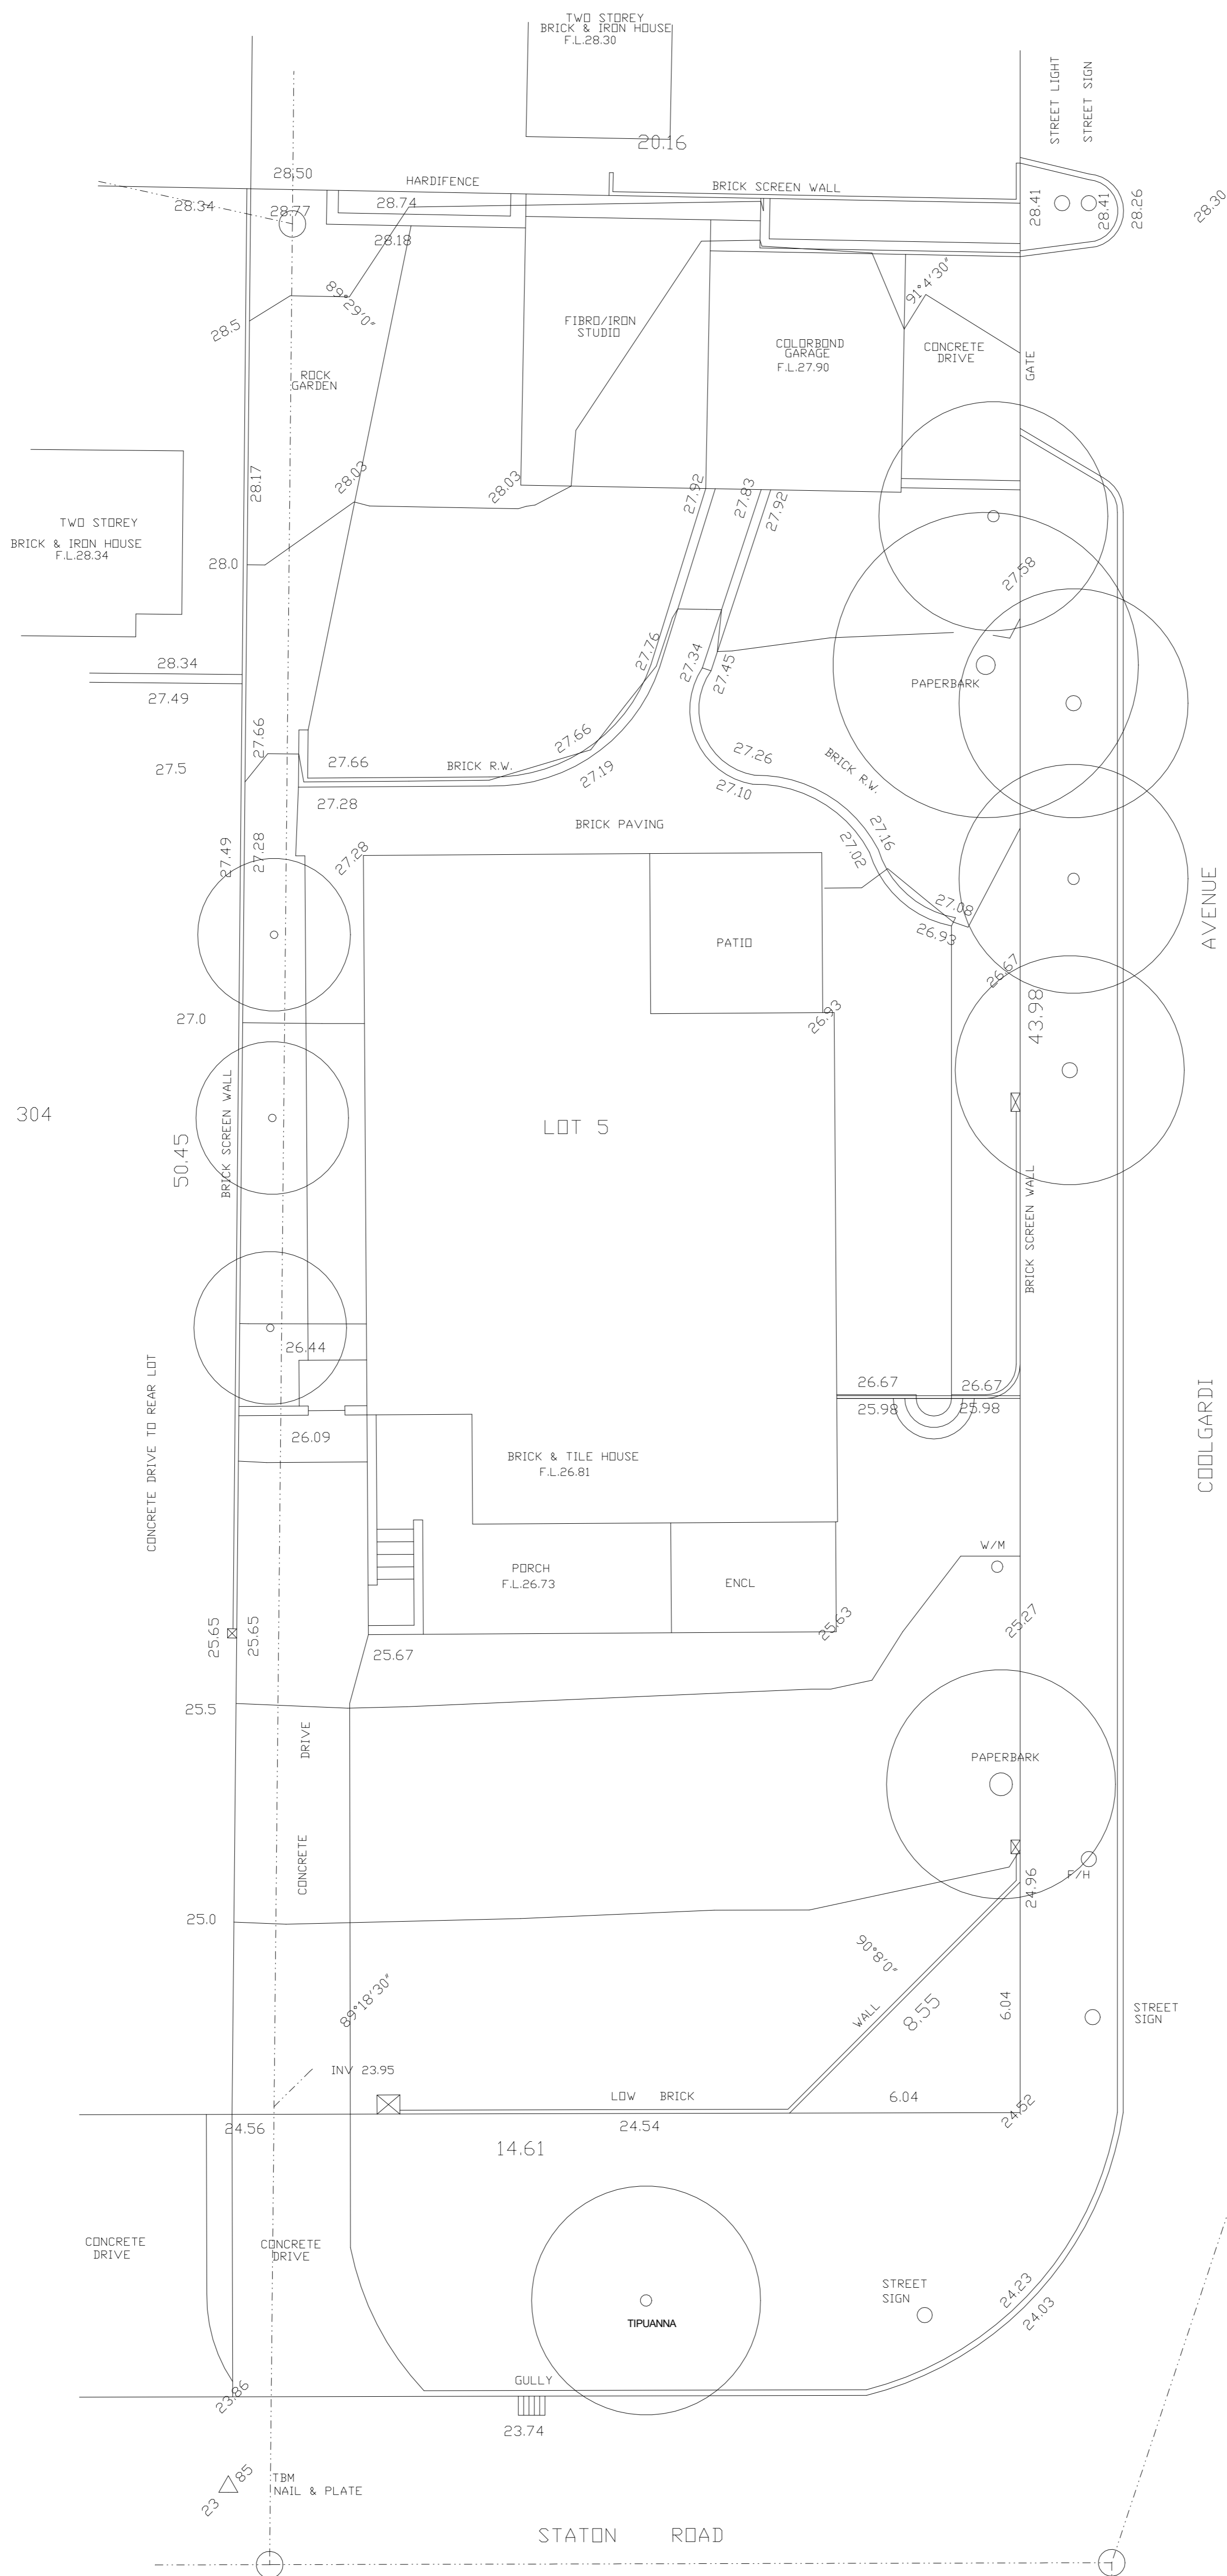 TWO STOREY
BRICK & IRON HOUSE
F.L.28.30
STREET LIGHT
STREET SIGN
20.16
28.50
HARDIFENCE
BRICK SCREEN WALL
28.34
28.77
28.74
28.18
28.41
28.41
28.26
28.30
89°29'0"
91°4'30"
28.5
FIBRO/IRON
STUDIO
COLORBOND
GARAGE
F.L.27.90
CONCRETE
DRIVE
GATE
ROCK
GARDEN
28.17
28.03
28.03
27.92
27.83
27.92
TWO STOREY
BRICK & IRON HOUSE
F.L.28.34
28.0
27.58
28.34
27.49
27.76
27.34
27.45
PAPERBARK
27.66
27.5
27.66
BRICK R.W.
27.66
27.19
27.26
27.10
BRICK R.W.
27.28
BRICK PAVING
27.49
27.28
27.28
27.02
27.16
27.08
26.93
PATIO
26.67
26.93
43.98
AVENUE
27.0
304
50.45
BRICK SCREEN WALL
LOT 5
BRICK SCREEN WALL
26.44
CONCRETE DRIVE TO REAR LOT
26.67
26.67
25.98
25.98
COOLGARDI
26.09
BRICK & TILE HOUSE
F.L.26.81
W/M
PORCH
F.L.26.73
ENCL
25.65
25.65
25.67
25.63
25.27
25.5
DRIVE
CONCRETE
PAPERBARK
F/H
24.96
25.0
90°8'0"
89°18'30"
WALL
8.55
6.04
STREET
SIGN
INV 23.95
LOW BRICK
6.04
24.52
24.56
24.54
14.61
CONCRETE
DRIVE
CONCRETE
DRIVE
STREET
SIGN
24.23
24.03
TIPUANNA
GULLY
23.86
23.74
23 85
TBM
NAIL & PLATE
STATON ROAD